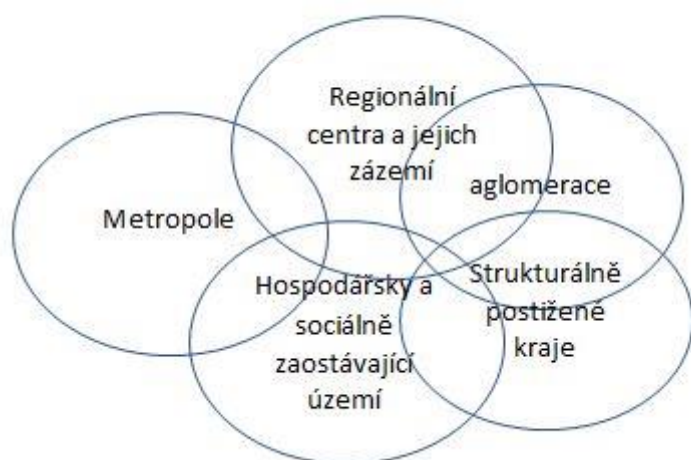 Regionální
centra a jejich
zázemí
aglomerace
Metropole
Hospodářsky a
sociálně
zaostávající
území
Strukturálně
postižené
kraje